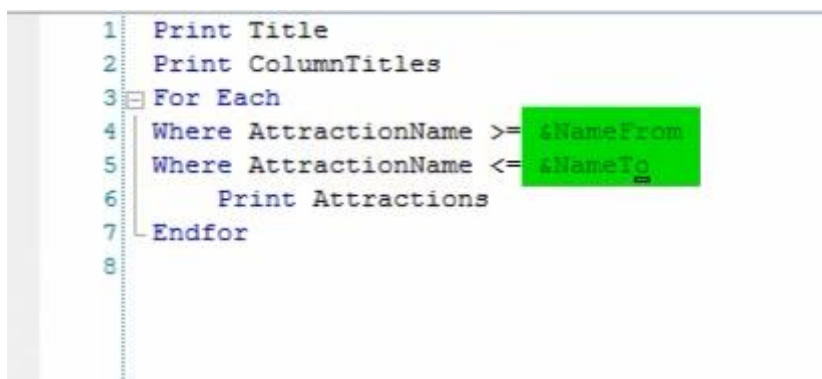 1 Print Title
2 Print ColumnTitles
3 For Each
4 Where AttractionName >= &NameFrom
5 Where AttractionName <= &NameTo
6 Print Attractions
7 Endfor
8